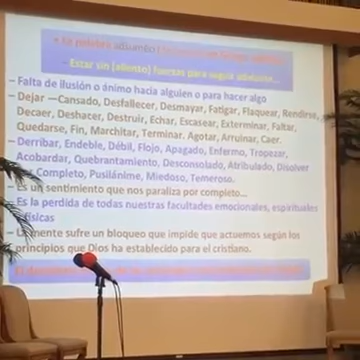 • La palabra aduando
- Estar sin [aliento] Fuerzas para seguir adelante...
– Falta de ilusión o ánimo hacia alguien o para hacer algo
– Dejar —Cansado, Desfallecer, Desmayar, Fatigar, Flaquear, Rendirse,
Decaer, Deshacer, Destruir, Echar, Escasear, Exterminar, Faltar,
Quedarse, Fin, Marchitar, Terminar. Agotar, Arruinar, Caer.
– Derribar, Endeble, Débil, Flojo, Apagado, Enfermo, Tropezar,
Acobardar, Quebrantamiento, Desconsolado, Atribulado, Disolver
Completo, Pusilánime, Miedoso, Temeroso.
– Es un sentimiento que nos paraliza por completo...
– Es la perdida de todas nuestras facultades emocionales, espirituales
físicas
– La mente sufre un bloqueo que impide que actuemos según los
principios que Dios ha establecido para el cristiano.